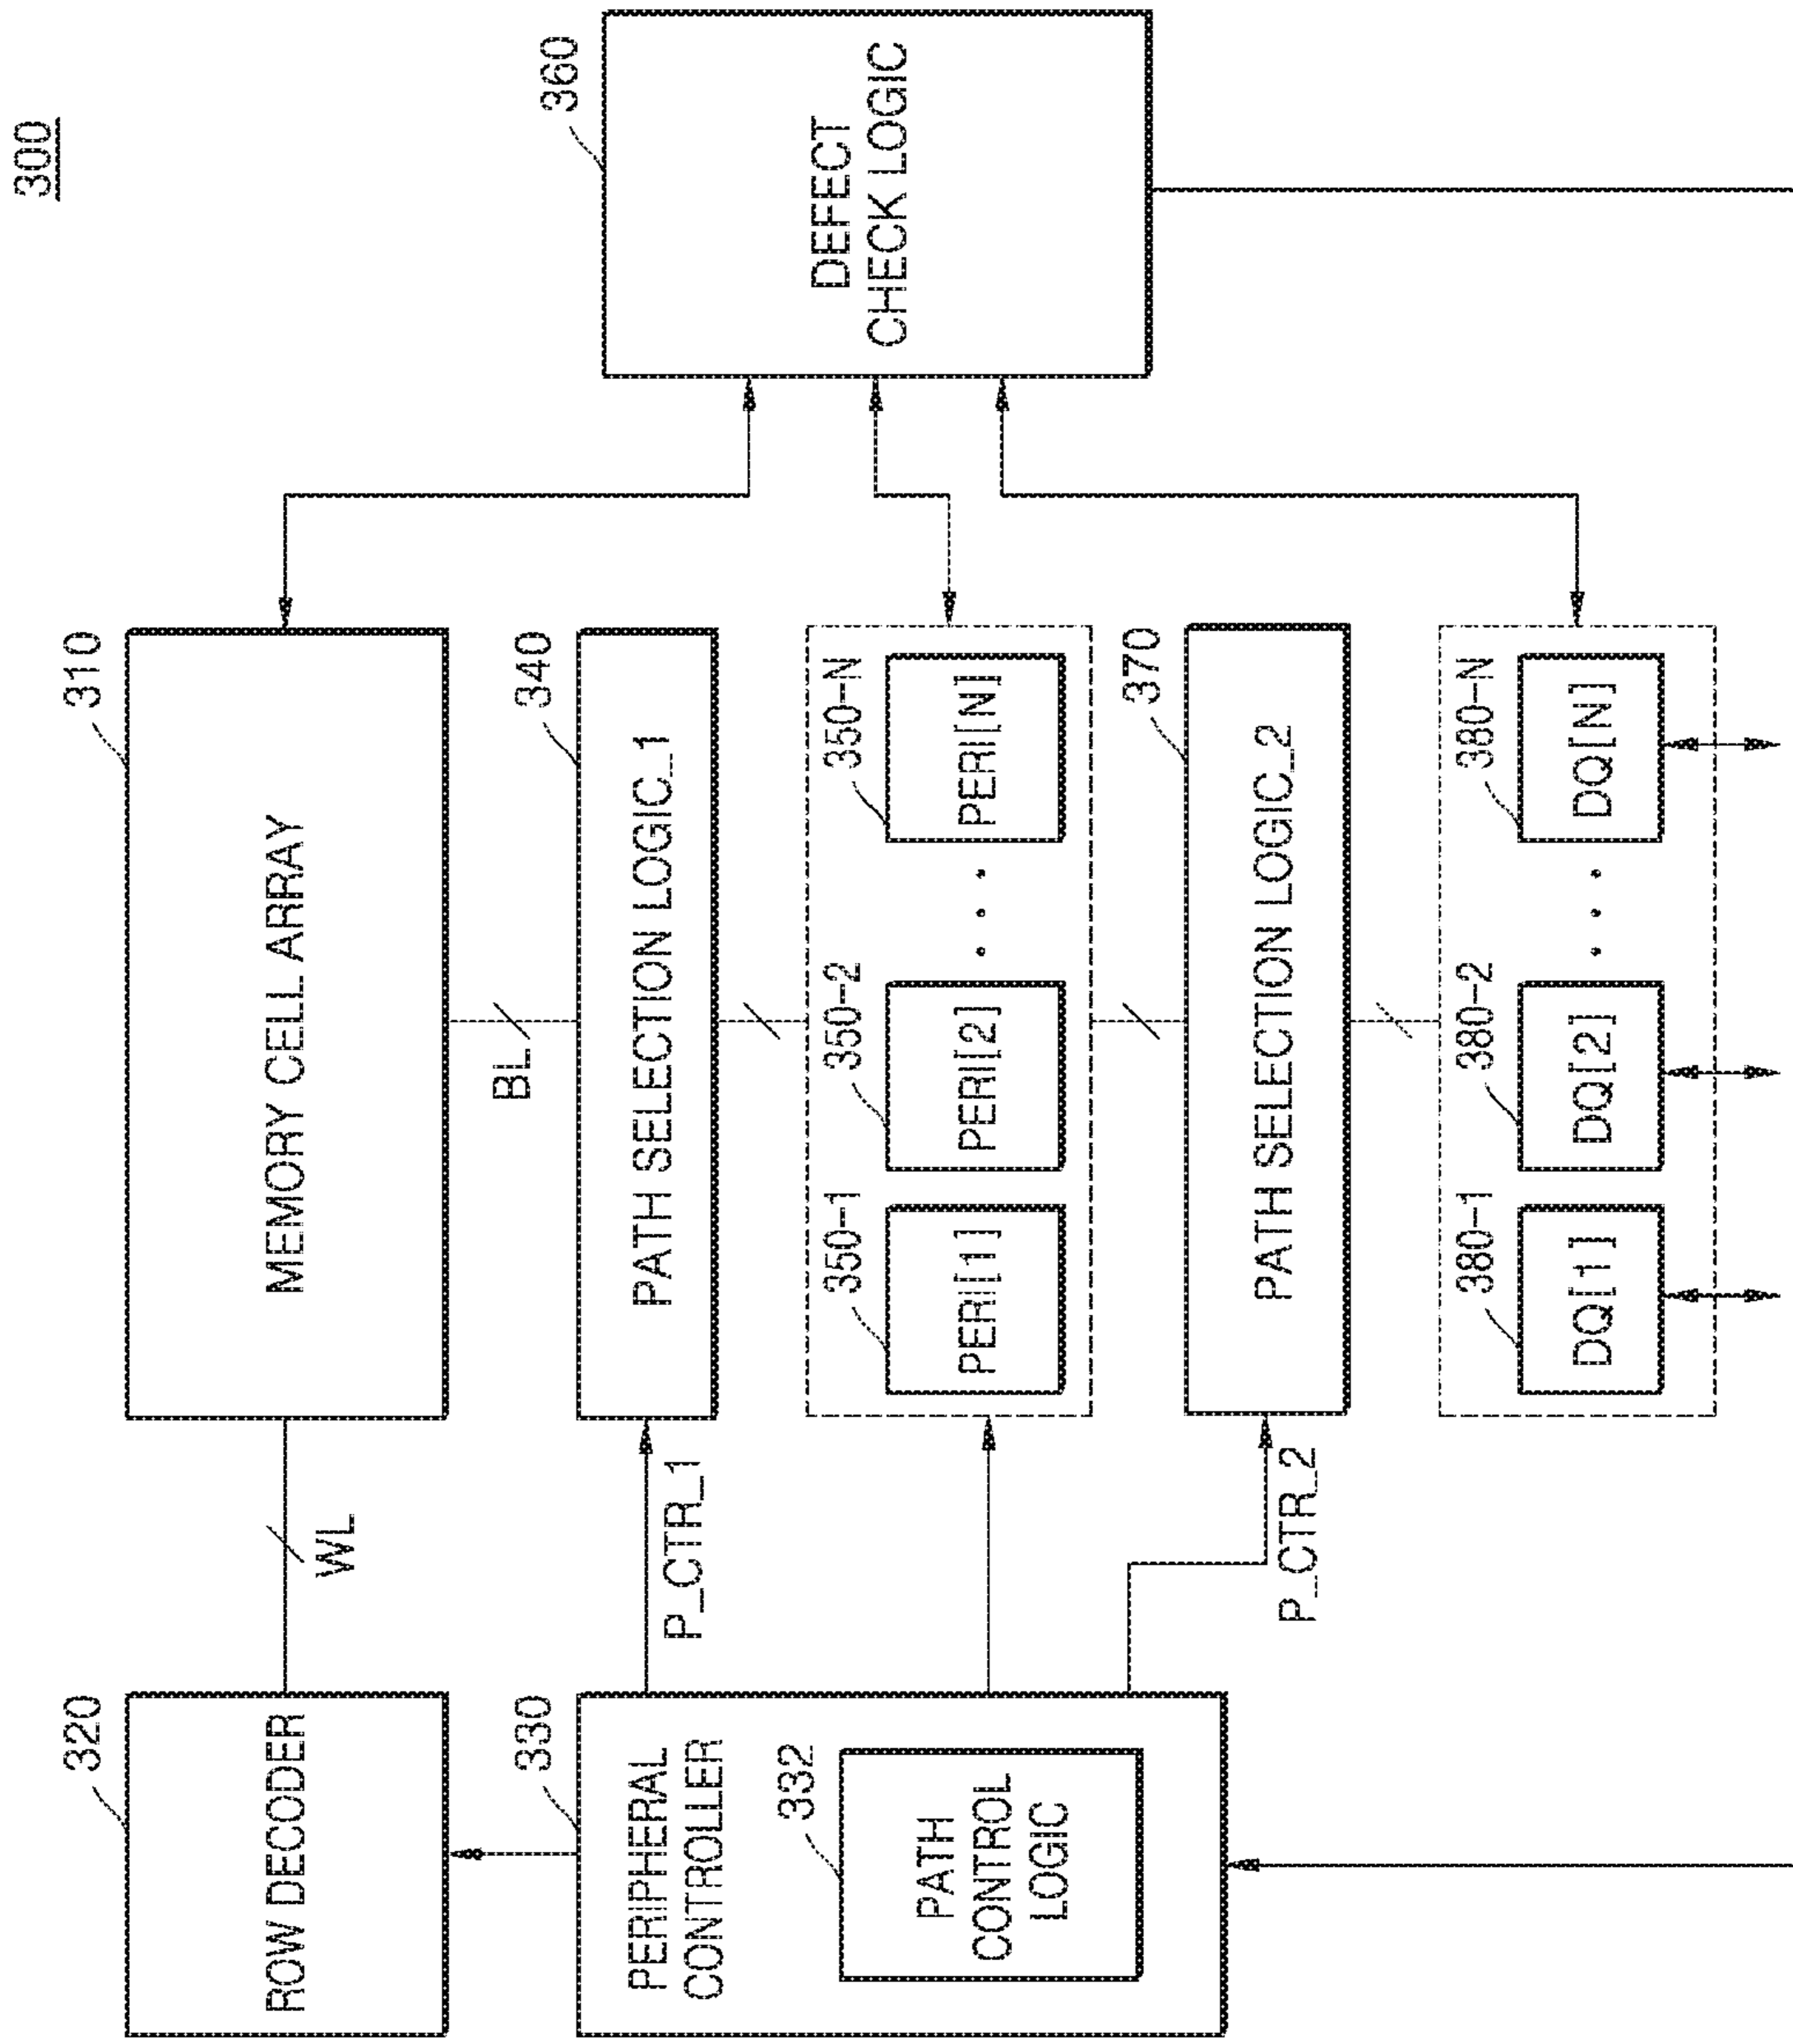 300
320
ROW DECODER
WL
310
MEMORY CELL ARRAY
BL
330
PERIPHERAL
CONTROLLER
332
PATH
CONTROL
LOGIC
P_CTR_1
340
PATH SELECTION LOGIC_1
350-1
PERI[1]
350-2
PERI[2]
• • •
350-N
PERI[N]
P_CTR_2
370
PATH SELECTION LOGIC_2
380-1
DQ[1]
380-2
DQ[2]
• • •
380-N
DQ[N]
360
DEFECT
CHECK LOGIC